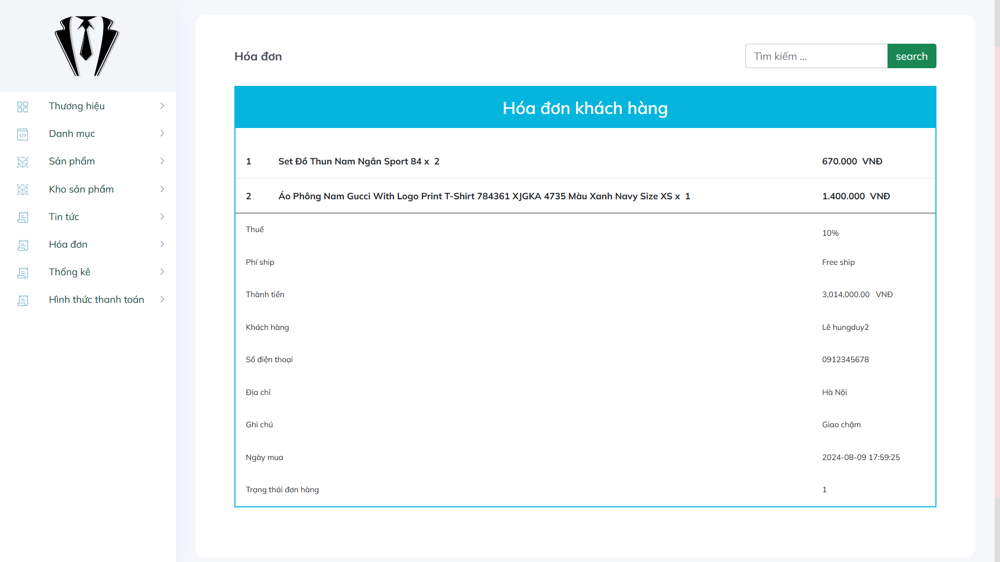 Thương hiệu
Danh mục
Sản phẩm
Kho sản phẩm
Tin tức
Hóa đơn
Thống kê
Hình thức thanh toán
Hóa đơn
Tìm kiếm ... search
Hóa đơn khách hàng
1 Set Đồ Thun Nam Ngắn Sport 84 x 2 670.000 VNĐ
2 Áo Phông Nam Gucci With Logo Print T-Shirt 784361 XJGKA 4735 Màu Xanh Navy Size XS x 1 1.400.000 VNĐ
Thuế 10%
Phí ship Free ship
Thành tiền 3,014,000.00 VNĐ
Khách hàng Lê hungduy2
Số điện thoại 0912345678
Địa chỉ Hà Nội
Ghi chú Giao chậm
Ngày mua 2024-08-09 17:59:25
Trạng thái đơn hàng 1